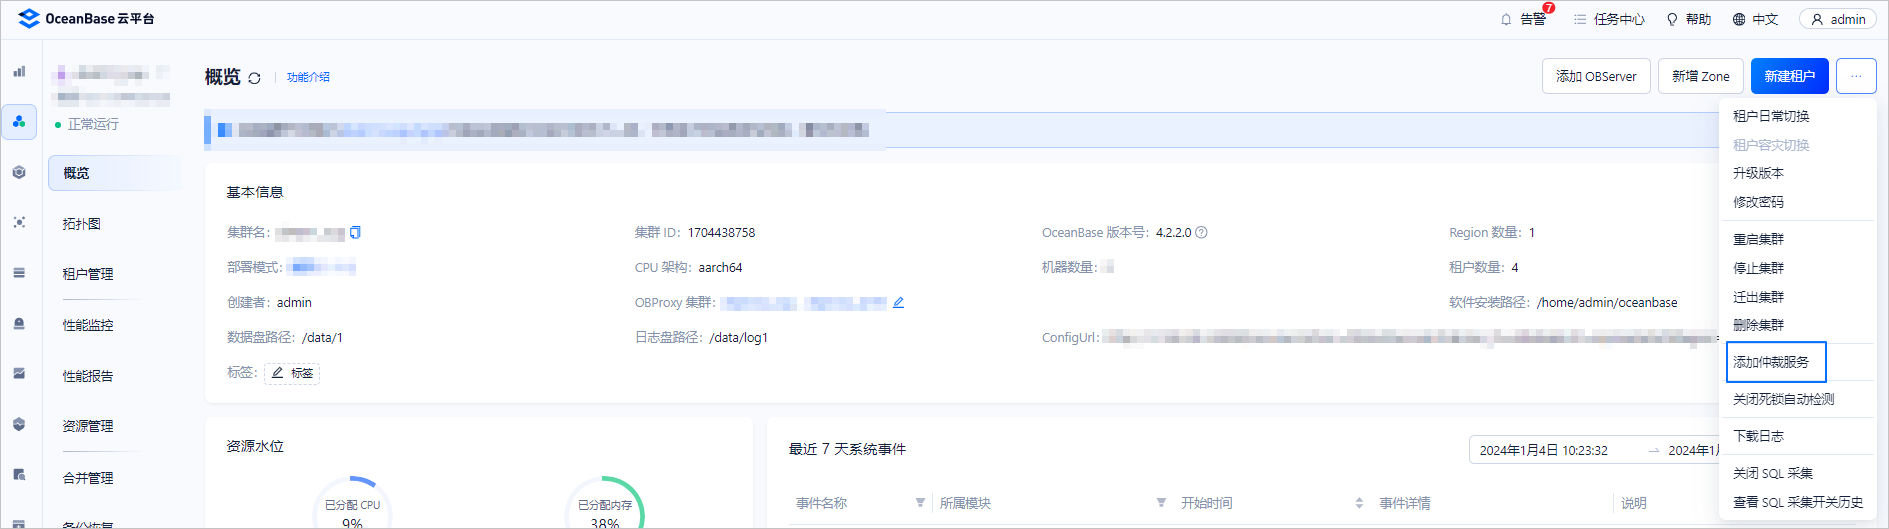 OceanBase 云平台
告警 7 任务中心 帮助 中文 admin
正常运行
概览
拓扑图
租户管理
性能监控
性能报告
资源管理
合并管理
概览 功能介绍
添加 OBServer 新增 Zone 新建租户 ...
基本信息
集群名: 集群 ID: 1704438758 OceanBase 版本号: 4.2.2.0 Region 数量: 1
部署模式: CPU 架构: aarch64 机器数量: 租户数量: 4
创建者: admin OBProxy 集群: 软件安装路径: /home/admin/oceanbase
数据盘路径: /data/1 日志盘路径: /data/log1 ConfigUrl:
标签: 标签
资源水位
已分配 CPU
9%
已分配内存
38%
最近 7 天系统事件
2024年1月4日 10:23:32 → 2024年1
事件名称 所属模块 开始时间 事件详情 说明
租户日常切换
租户容灾切换
升级版本
修改密码
重启集群
停止集群
迁出集群
删除集群
添加仲裁服务
关闭死锁自动检测
下载日志
关闭 SQL 采集
查看 SQL 采集开关历史